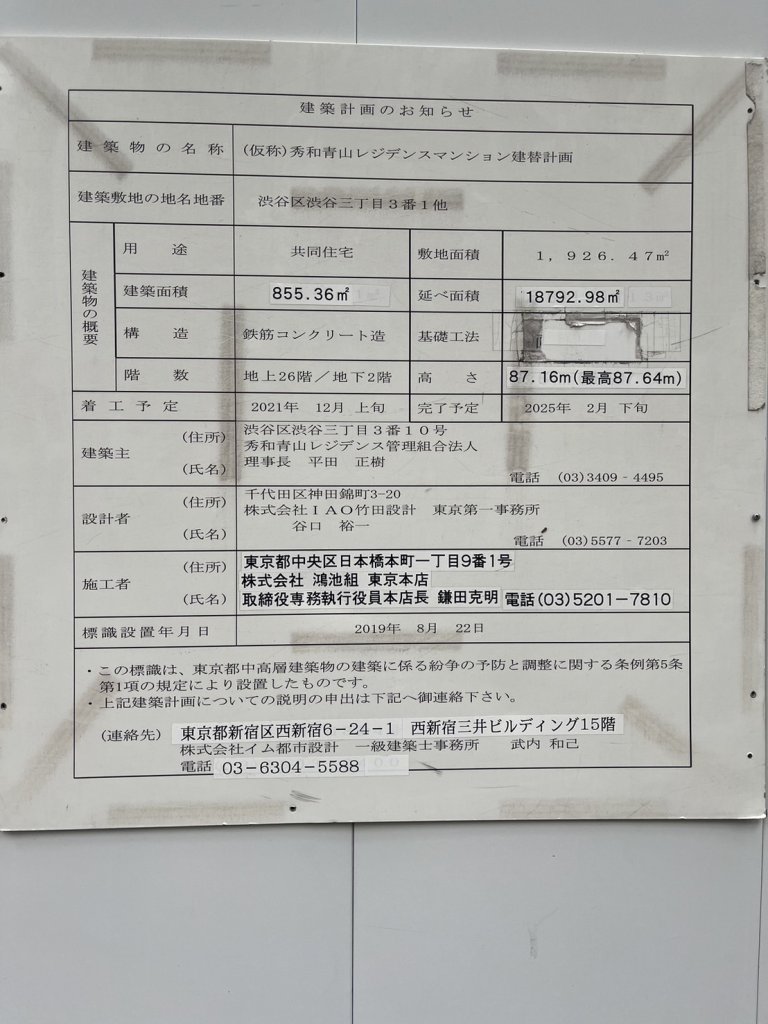 建築計画のお知らせ
建築物の名称 (仮称)秀和青山レジデンスマンション建替計画
建築敷地の地名地番 渋谷区渋谷三丁目3番1他
建築物の概要
用途 共同住宅 敷地面積 1,926.47㎡
建築面積 855.36㎡ 延べ面積 18792.98㎡
構造 鉄筋コンクリート造 基礎工法
階数 地上26階/地下2階 高さ 87.16m(最高87.64m)
着工予定 2021年 12月 上旬 完了予定 2025年 2月 下旬
建築主 (住所) 渋谷区渋谷三丁目3番10号
秀和青山レジデンス管理組合法人
(氏名) 理事長 平田 正樹
電話 (03)3409-4495
設計者 (住所) 千代田区神田錦町3-20
株式会社IAO竹田設計 東京第一事務所
(氏名) 谷口 裕一
電話 (03)5577-7203
施工者 (住所) 東京都中央区日本橋本町一丁目9番1号
株式会社 鴻池組 東京本店
(氏名) 取締役専務執行役員本店長 鎌田克明 電話(03)5201-7810
標識設置年月日 2019年 8月 22日
・この標識は、東京都中高層建築物の建築に係る紛争の予防と調整に関する条例第5条
第1項の規定により設置したものです。
・上記建築計画についての説明の申出は下記へ御連絡下さい。
(連絡先) 東京都新宿区西新宿6-24-1 西新宿三井ビルディング15階
株式会社イム都市設計 一級建築士事務所 武内 和己
電話 03-6304-5588